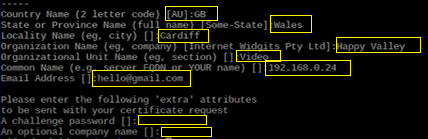 -----
Country Name (2 letter code) [AU]:GB
State or Province Name (full name) [Some-State]:Wales
Locality Name (eg, city) []:Cardiff
Organization Name (eg, company) [Internet Widgits Pty Ltd]:Happy Valley
Organizational Unit Name (eg, section) []:Video
Common Name (e.g. server FQDN or YOUR name) []:192.168.0.24
Email Address []:hello@gmail.com
Please enter the following 'extra' attributes
to be sent with your certificate request
A challenge password []:
An optional company name []: